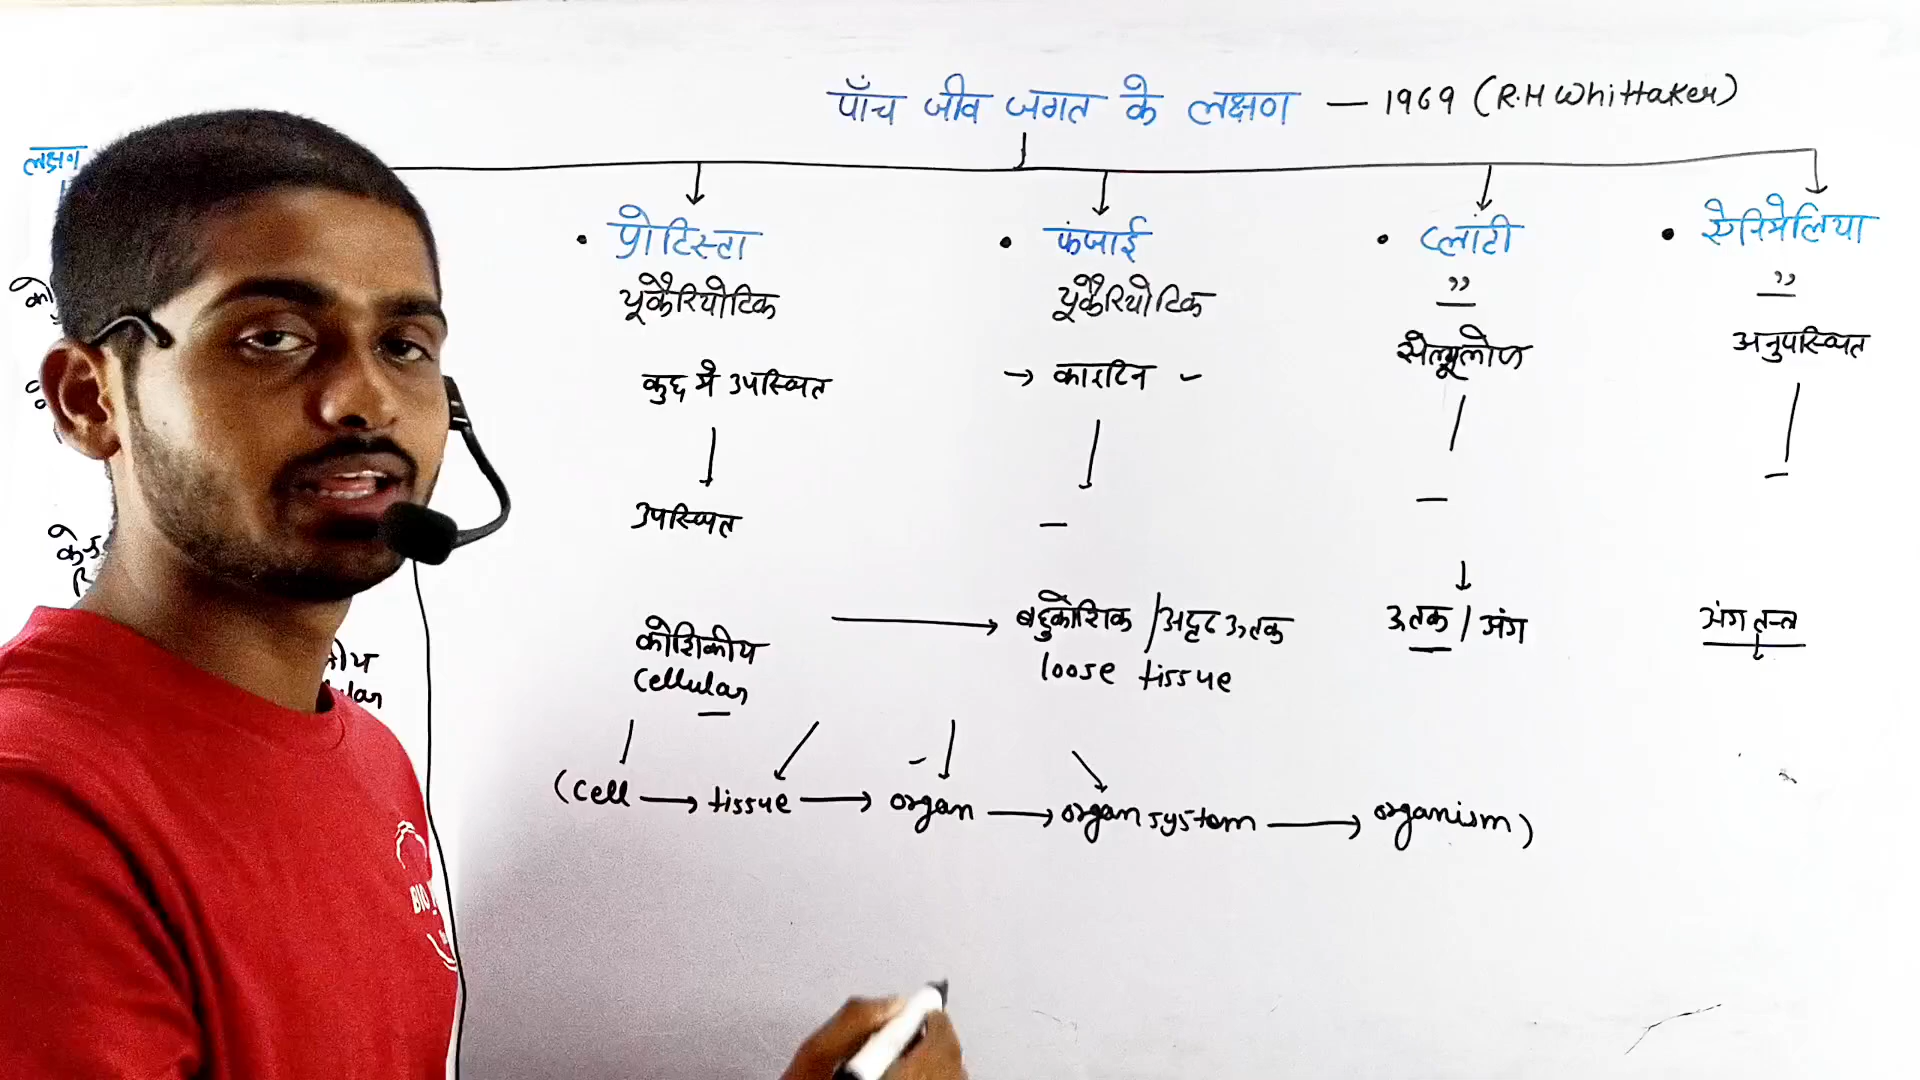 पाँच जीव जगत के लक्षण — 1969 (R.H Whittaker)
लक्षण
• प्रोटिस्टा • फंजाई • प्लांटी • ऐनिमेलिया
यूकैरियोटिक यूकैरियोटिक " "
कुछ मे उपस्थित → काइटिन सेल्यूलोज अनुपस्थित
उपस्थित — — —
कोशिकीय → बहुकोशिक / अदृढ ऊतक ऊतक / अंग अंग तन्त्र
cellular loose tissue
(cell → tissue → organ → organ system → organism)
BIO